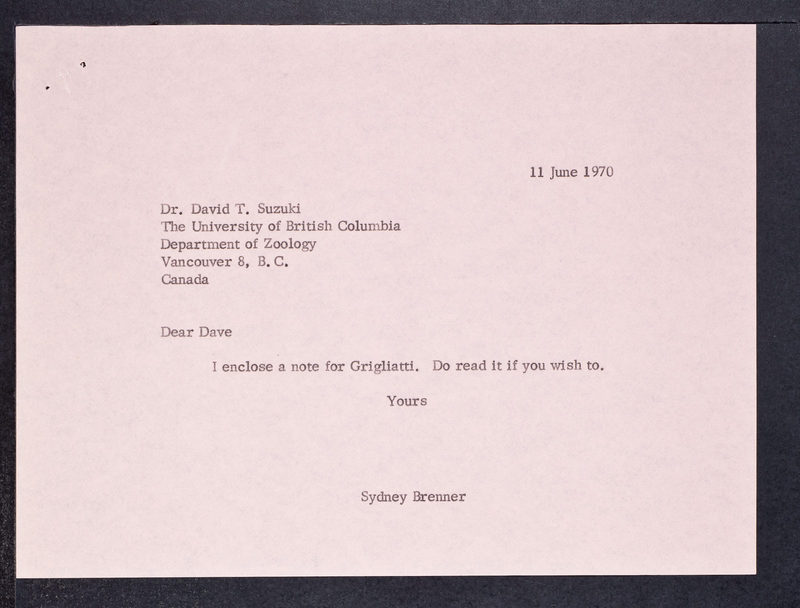 11 June 1970
Dr. David T. Suzuki
The University of British Columbia
Department of Zoology
Vancouver 8, B.C.
Canada
Dear Dave
I enclose a note for Grigliatti. Do read it if you wish to.
Yours
Sydney Brenner